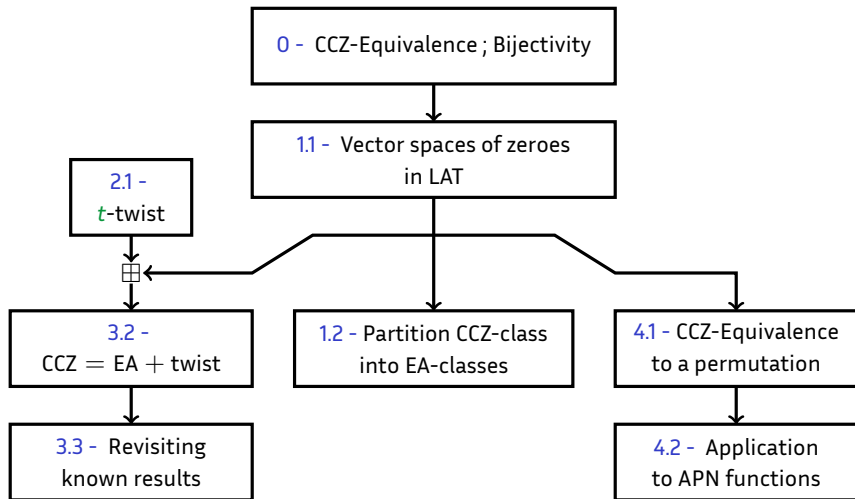 0 - CCZ-Equivalence ; Bijectivity
1.1 - Vector spaces of zeroes
in LAT
2.1 -
t-twist
3.2 -
CCZ = EA + twist
1.2 - Partition CCZ-class
into EA-classes
4.1 - CCZ-Equivalence
to a permutation
3.3 - Revisiting
known results
4.2 - Application
to APN functions